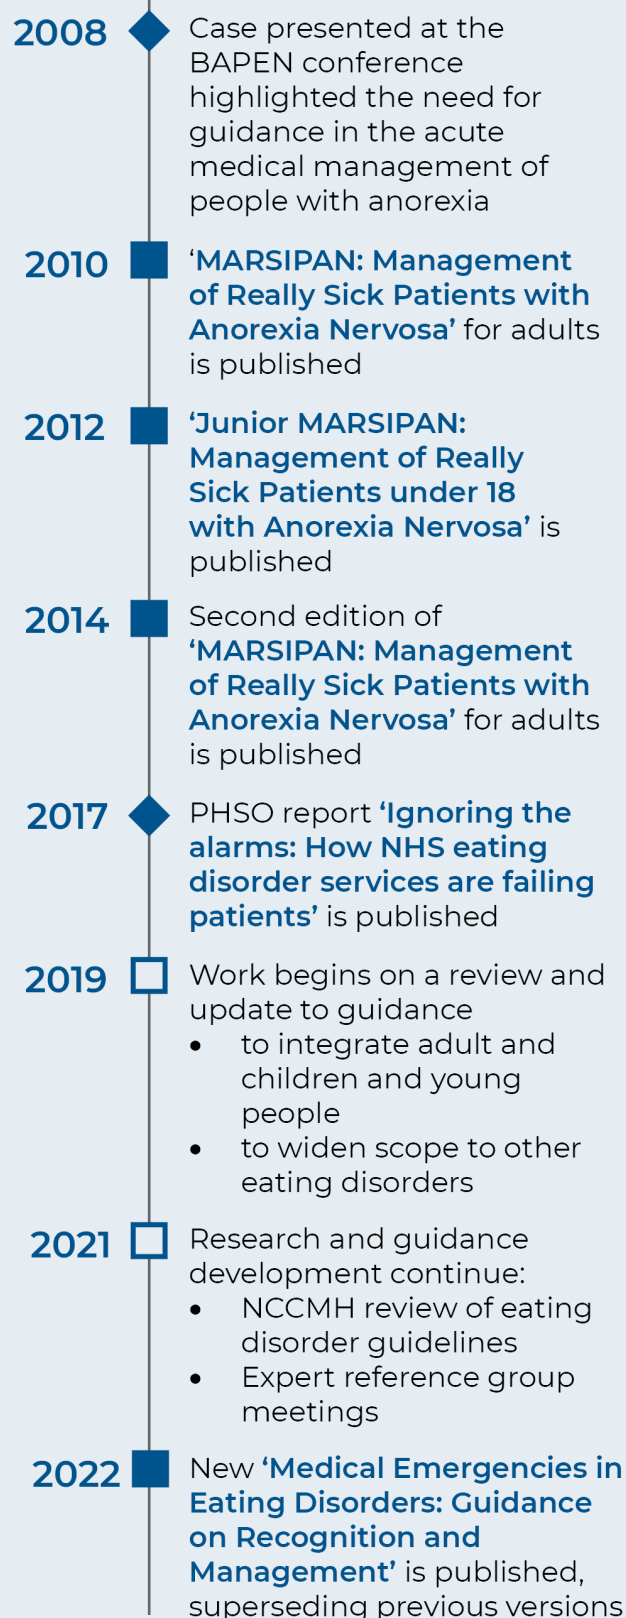 2008
Case presented at the
BAPEN conference
highlighted the need for
guidance in the acute
medical management of
people with anorexia
2010
‘MARSIPAN: Management
of Really Sick Patients with
Anorexia Nervosa’ for adults
is published
2012
‘Junior MARSIPAN:
Management of Really
Sick Patients under 18
with Anorexia Nervosa’ is
published
2014
Second edition of
‘MARSIPAN: Management
of Really Sick Patients with
Anorexia Nervosa’ for adults
is published
2017
PHSO report ‘Ignoring the
alarms: How NHS eating
disorder services are failing
patients’ is published
2019
Work begins on a review and
update to guidance
• to integrate adult and
children and young
people
• to widen scope to other
eating disorders
2021
Research and guidance
development continue:
• NCCMH review of eating
disorder guidelines
• Expert reference group
meetings
2022
New ‘Medical Emergencies in
Eating Disorders: Guidance
on Recognition and
Management’ is published,
superseding previous versions